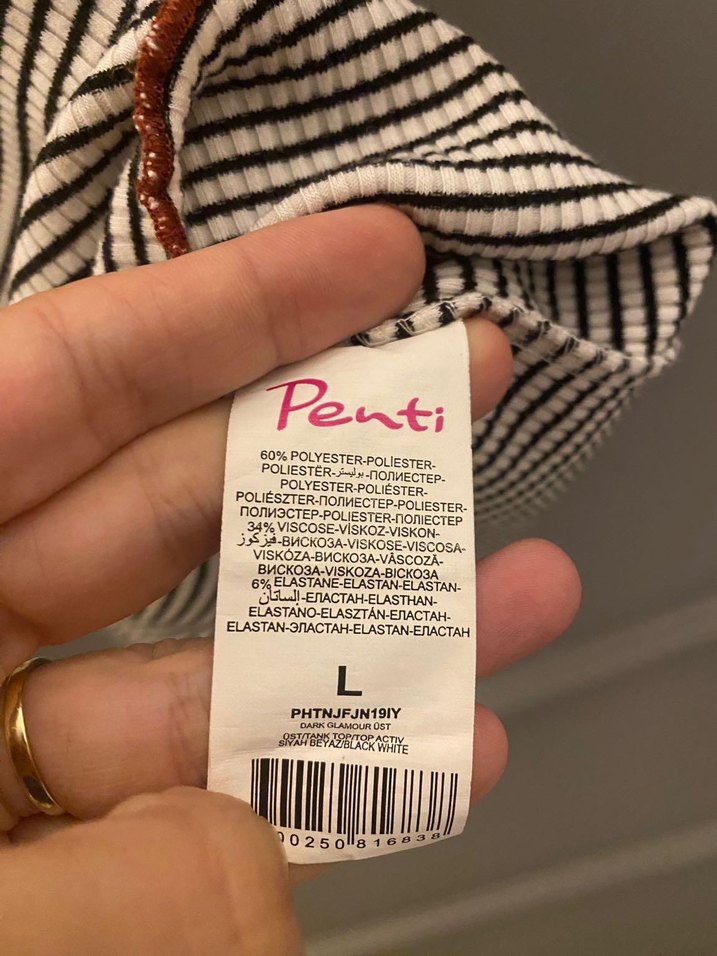 Penti
60% POLYESTER-POLİESTER-
POLIESTËR-بوليستر-ПОЛИЕСТЕР-
POLYESTER-POLIÉSTER-
POLIÉSZTER-ПОЛИЕСТЕР-POLIESTER-
ПОЛИЭСТЕР-POLIESTER-ПОЛІЕСТЕР
34% VISCOSE-VİSKOZ-VISKON-
فيزكوز-ВИСКОЗА-VISKOSE-VISCOSA-
VISKÓZA-ВИСКОЗА-VÂSCOZĂ-
ВИСКОЗА-VISKOZA-ВІСКОЗА
6% ELASTANE-ELASTAN-ELASTAN-
إلساتان-ЕЛАСТАН-ELASTHAN-
ELASTANO-ELASZTÁN-ЕЛАСТАН-
ELASTAN-ЭЛАСТАН-ELASTAN-ЕЛАСТАН
L
PHTNJFJN19IY
DARK GLAMOUR ÜST
ÜST/TANK TOP/TOP ACTIV
SİYAH BEYAZ/BLACK WHITE
00250 816838